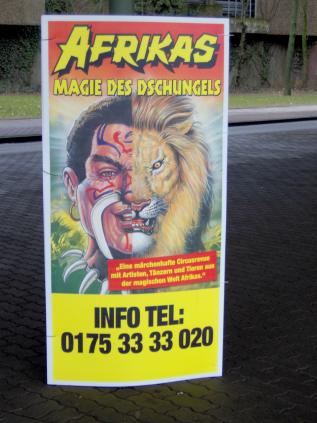 AFRIKAS
MAGIE DES DSCHUNGELS
„Eine märchenhafte Circusrevue
mit Artisten, Tänzern und Tieren aus
der magischen Welt Afrikas."
INFO TEL:
0175 33 33 020